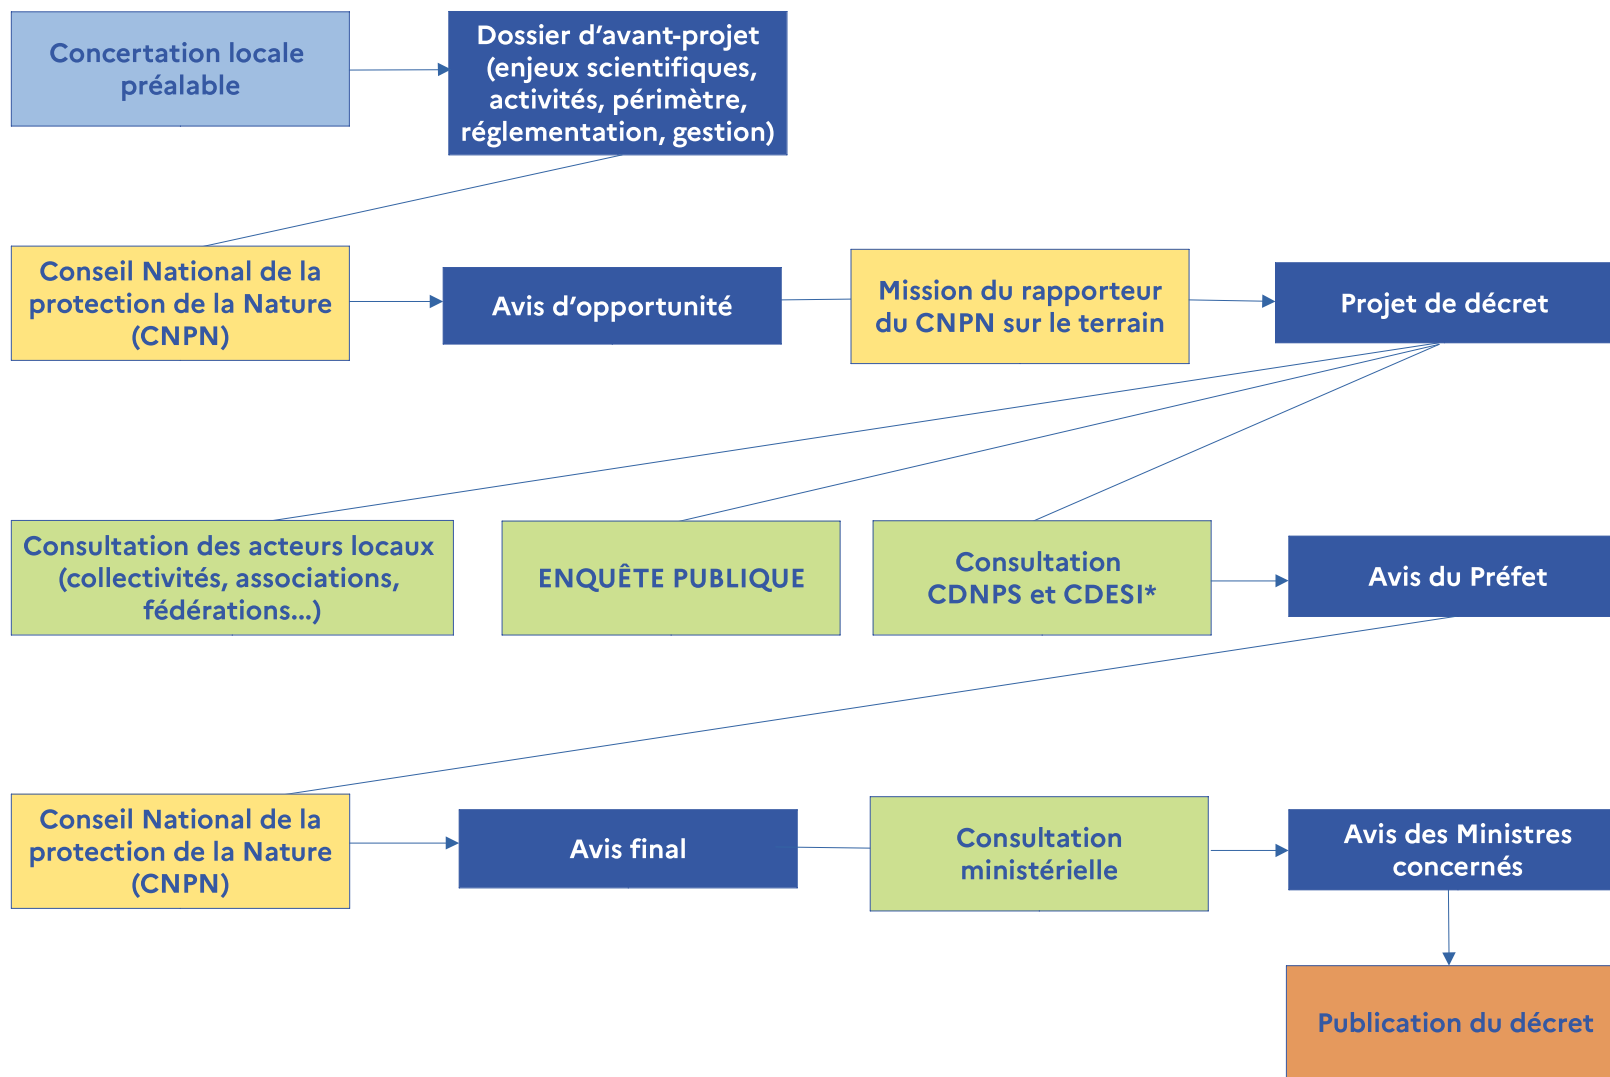 Concertation locale
préalable
Dossier d’avant-projet
(enjeux scientifiques,
activités, périmètre,
réglementation, gestion)
Conseil National de la
protection de la Nature
(CNPN)
Avis d’opportunité
Mission du rapporteur
du CNPN sur le terrain
Projet de décret
Consultation des acteurs locaux
(collectivités, associations,
fédérations...)
ENQUÊTE PUBLIQUE
Consultation
CDNPS et CDESI*
Avis du Préfet
Conseil National de la
protection de la Nature
(CNPN)
Avis final
Consultation
ministérielle
Avis des Ministres
concernés
Publication du décret